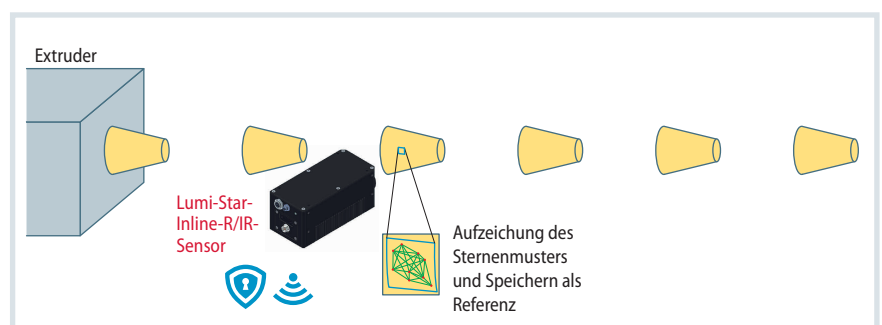 Extruder
Lumi-Star-
Inline-R/IR-
Sensor
Aufzeichung des
Sternenmusters
und Speichern als
Referenz